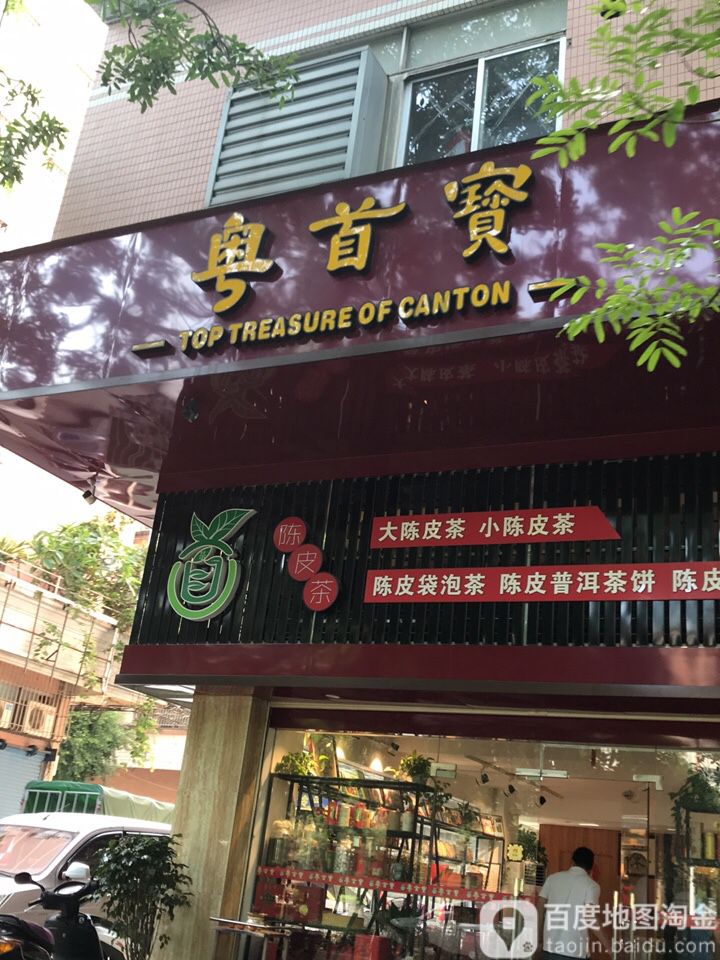 粤首寳
TOP TREASURE OF CANTON
首
陈皮茶
大陈皮茶 小陈皮茶
陈皮袋泡茶 陈皮普洱茶饼 陈皮
百度地图淘金
taojin.baidu.com